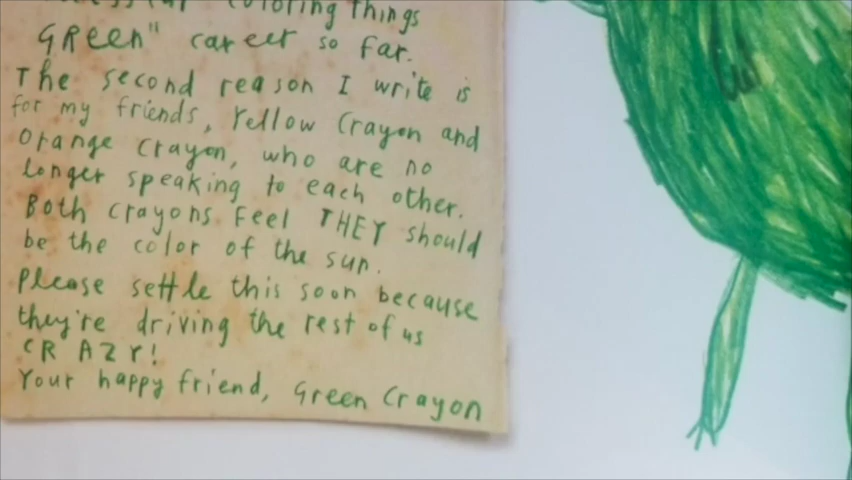 coloring things
GReen" career so far.
The second reason I write is
for my friends, Yellow Crayon and
Orange Crayon, who are no
longer speaking to each other.
Both crayons feel THEY should
be the color of the sun.
Please settle this soon because
they're driving the rest of us
CRAZY!
Your happy friend, Green Crayon